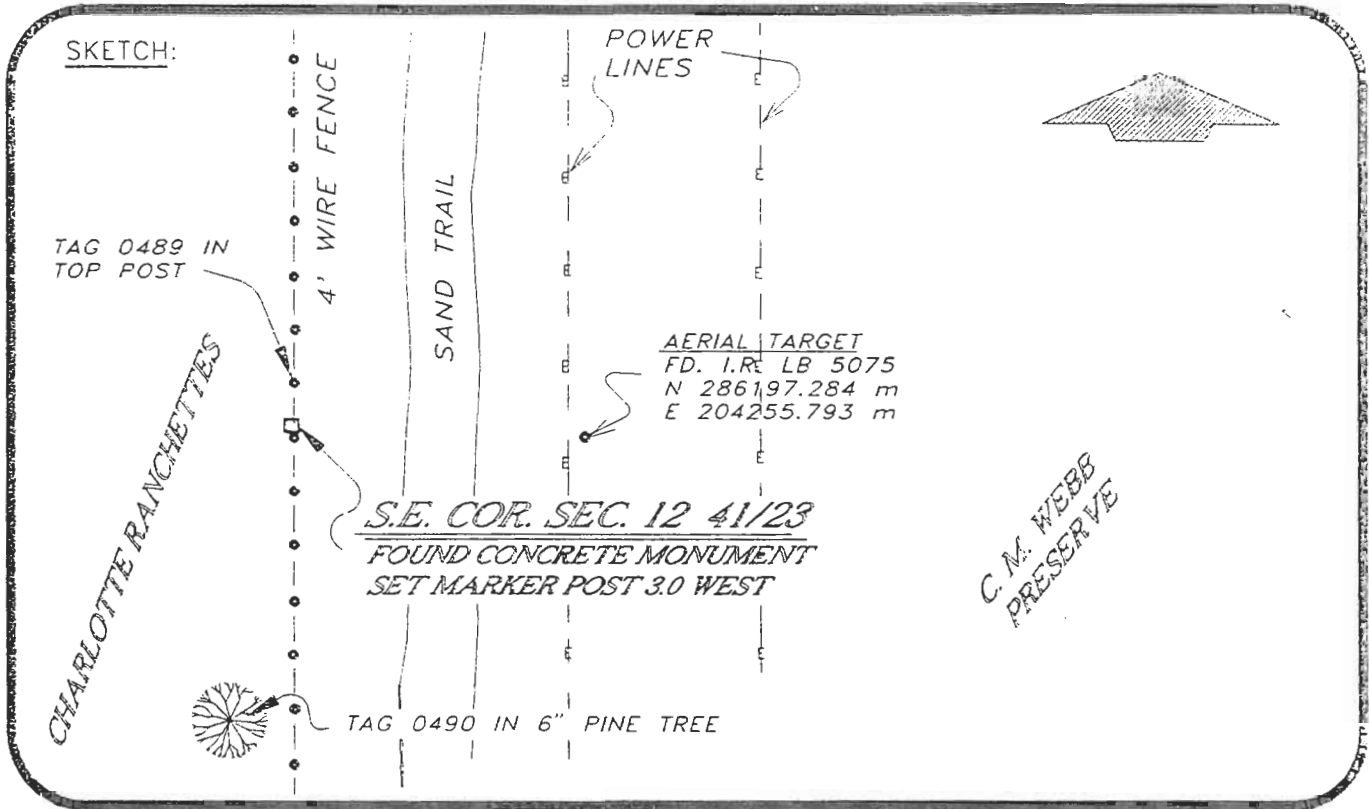 SKETCH:
POWER
LINES
4' WIRE FENCE
SAND TRAIL
TAG 0489 IN
TOP POST
CHARLOTTE RANCHETTES
AERIAL TARGET
FD. I.R. LB 5075
N 286197.284 m
E 204255.793 m
S.E. COR. SEC. 12 41/23
FOUND CONCRETE MONUMENT
SET MARKER POST 3.0 WEST
C. M. WEBB
PRESERVE
TAG 0490 IN 6" PINE TREE
E
E
E
E
E
E
E
E
E
E
E
E